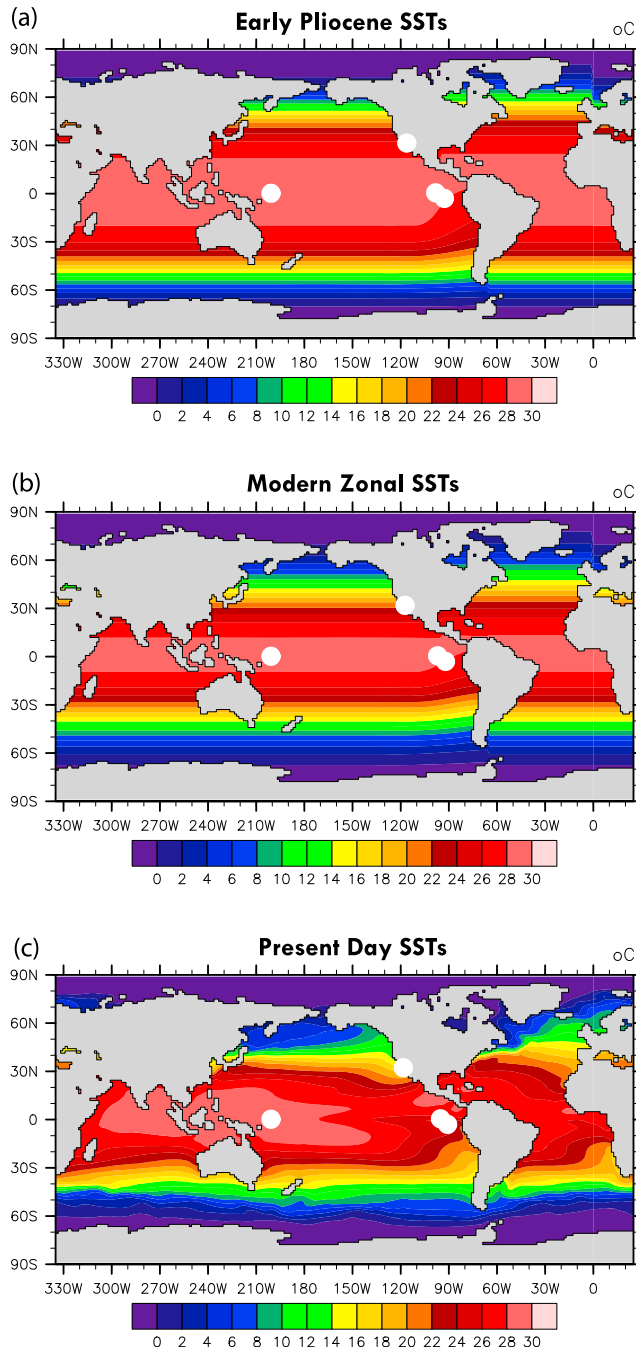 (a)
Early Pliocene SSTs
oC
90N
60N
30N
0
30S
60S
90S
330W 300W 270W 240W 210W 180W 150W 120W 90W 60W 30W 0
0 2 4 6 8 10 12 14 16 18 20 22 24 26 28 30
(b)
Modern Zonal SSTs
oC
90N
60N
30N
0
30S
60S
90S
330W 300W 270W 240W 210W 180W 150W 120W 90W 60W 30W 0
0 2 4 6 8 10 12 14 16 18 20 22 24 26 28 30
(c)
Present Day SSTs
oC
90N
60N
30N
0
30S
60S
90S
330W 300W 270W 240W 210W 180W 150W 120W 90W 60W 30W 0
0 2 4 6 8 10 12 14 16 18 20 22 24 26 28 30